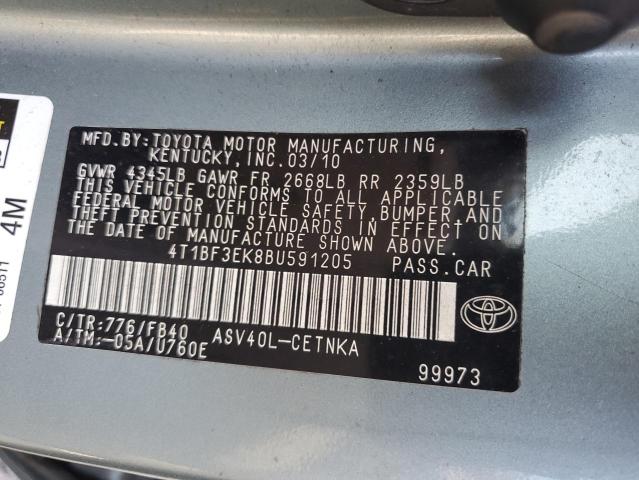 MFD.BY:TOYOTA MOTOR MANUFACTURING,
KENTUCKY,INC.03/10
GVWR 4345LB GAWR FR 2668LB RR 2359LB
THIS VEHICLE CONFORMS TO ALL APPLICABLE
FEDERAL MOTOR VEHICLE SAFETY,BUMPER,AND
THEFT PREVENTION STANDARDS IN EFFECT ON
THE DATE OF MANUFACTURE SHOWN ABOVE.
4T1BF3EK8BU591205 PASS.CAR
C/TR:776/FB40 ASV40L-CETNKA
A/TM:-05A/U760E
99973
TOYOTA
4M